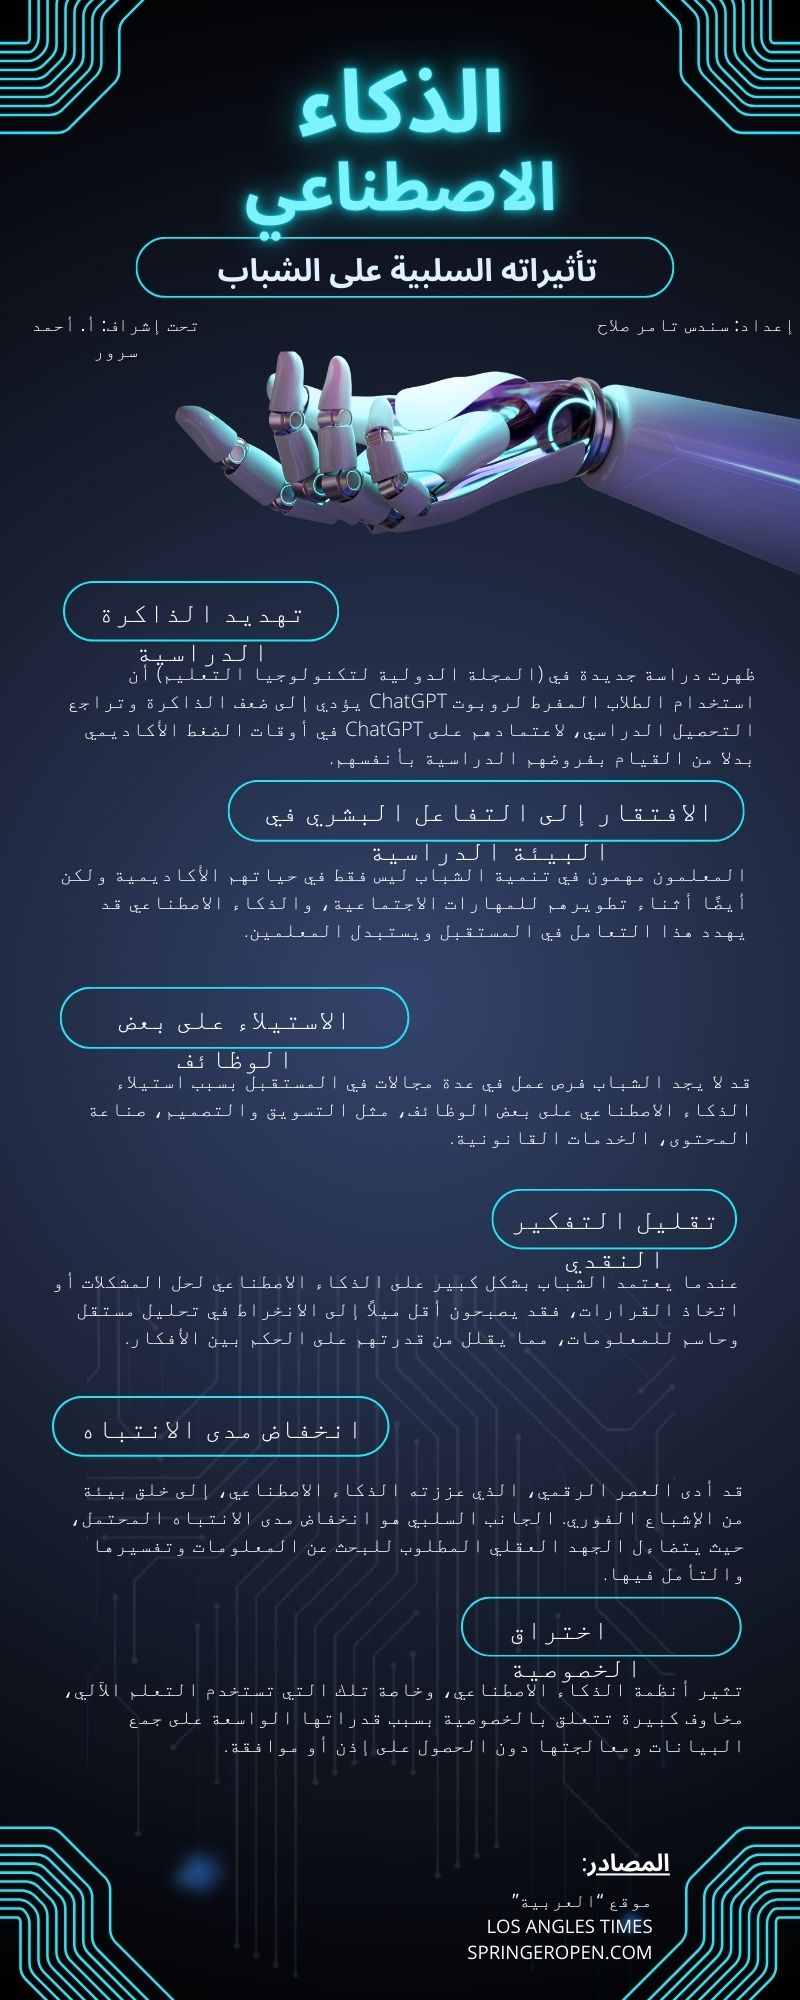 الذكاء
الاصطناعي
تأثيراته السلبية على الشباب
إعداد: سندس تامر صلاح
تحت إشراف: أ. أحمد
سرور
تهديد الذاكرة
الدراسية
ظهرت دراسة جديدة في (المجلة الدولية لتكنولوجيا التعليم) أن
استخدام الطلاب المفرط لروبوت ChatGPT يؤدي إلى ضعف الذاكرة وتراجع
التحصيل الدراسي، لاعتمادهم على ChatGPT في أوقات الضغط الأكاديمي
بدلا من القيام بفروضهم الدراسية بأنفسهم.
الافتقار إلى التفاعل البشري في
البيئة الدراسية
المعلمون مهمون في تنمية الشباب ليس فقط في حياتهم الأكاديمية ولكن
أيضًا أثناء تطويرهم للمهارات الاجتماعية، والذكاء الاصطناعي قد
يهدد هذا التعامل في المستقبل ويستبدل المعلمين.
الاستيلاء على بعض
الوظائف
قد لا يجد الشباب فرص عمل في عدة مجالات في المستقبل بسبب استيلاء
الذكاء الاصطناعي على بعض الوظائف، مثل التسويق والتصميم، صناعة
المحتوى، الخدمات القانونية.
تقليل التفكير
النقدي
عندما يعتمد الشباب بشكل كبير على الذكاء الاصطناعي لحل المشكلات أو
اتخاذ القرارات، فقد يصبحون أقل ميلاً إلى الانخراط في تحليل مستقل
وحاسم للمعلومات، مما يقلل من قدرتهم على الحكم بين الأفكار.
انخفاض مدى الانتباه
قد أدى العصر الرقمي، الذي عززته الذكاء الاصطناعي، إلى خلق بيئة
من الإشباع الفوري. الجانب السلبي هو انخفاض مدى الانتباه المحتمل،
حيث يتضاءل الجهد العقلي المطلوب للبحث عن المعلومات وتفسيرها
والتأمل فيها.
اختراق
الخصوصية
تثير أنظمة الذكاء الاصطناعي، وخاصة تلك التي تستخدم التعلم الآلي،
مخاوف كبيرة تتعلق بالخصوصية بسبب قدراتها الواسعة على جمع
البيانات ومعالجتها دون الحصول على إذن أو موافقة.
المصادر:
موقع “العربية”
LOS ANGLES TIMES
SPRINGEROPEN.COM